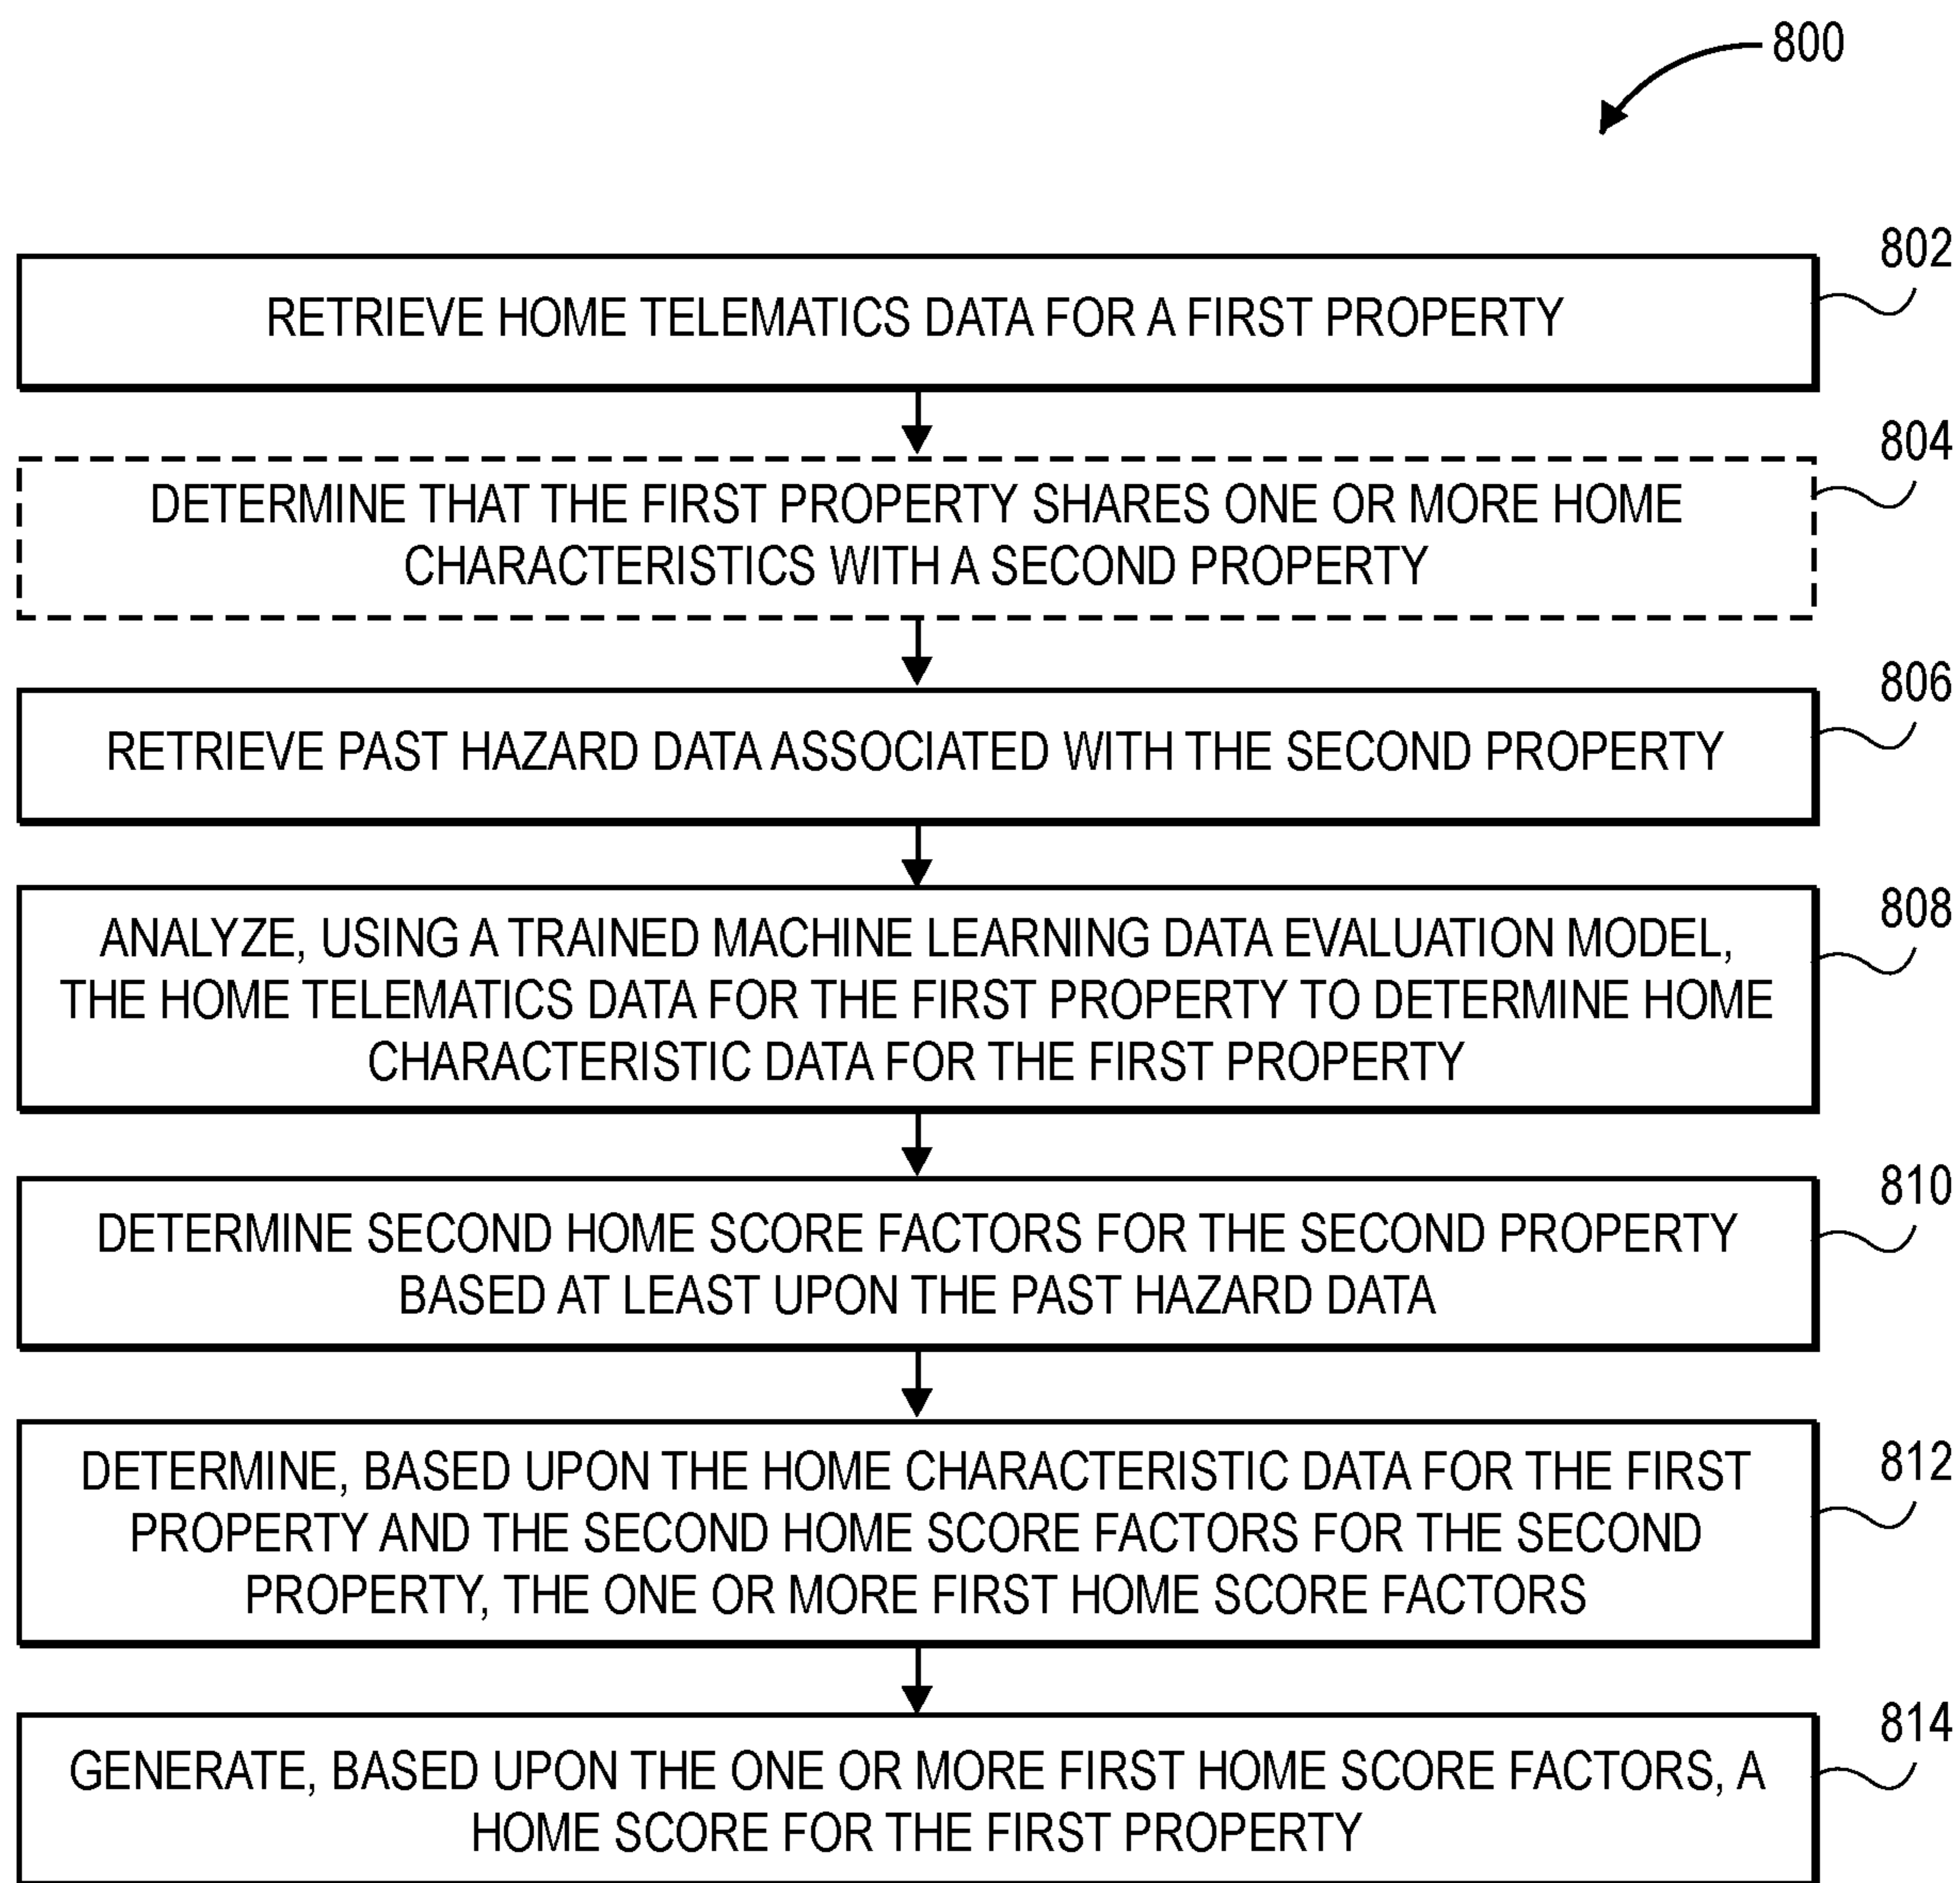 800
802
RETRIEVE HOME TELEMATICS DATA FOR A FIRST PROPERTY
804
DETERMINE THAT THE FIRST PROPERTY SHARES ONE OR MORE HOME
CHARACTERISTICS WITH A SECOND PROPERTY
806
RETRIEVE PAST HAZARD DATA ASSOCIATED WITH THE SECOND PROPERTY
808
ANALYZE, USING A TRAINED MACHINE LEARNING DATA EVALUATION MODEL,
THE HOME TELEMATICS DATA FOR THE FIRST PROPERTY TO DETERMINE HOME
CHARACTERISTIC DATA FOR THE FIRST PROPERTY
810
DETERMINE SECOND HOME SCORE FACTORS FOR THE SECOND PROPERTY
BASED AT LEAST UPON THE PAST HAZARD DATA
812
DETERMINE, BASED UPON THE HOME CHARACTERISTIC DATA FOR THE FIRST
PROPERTY AND THE SECOND HOME SCORE FACTORS FOR THE SECOND
PROPERTY, THE ONE OR MORE FIRST HOME SCORE FACTORS
814
GENERATE, BASED UPON THE ONE OR MORE FIRST HOME SCORE FACTORS, A
HOME SCORE FOR THE FIRST PROPERTY